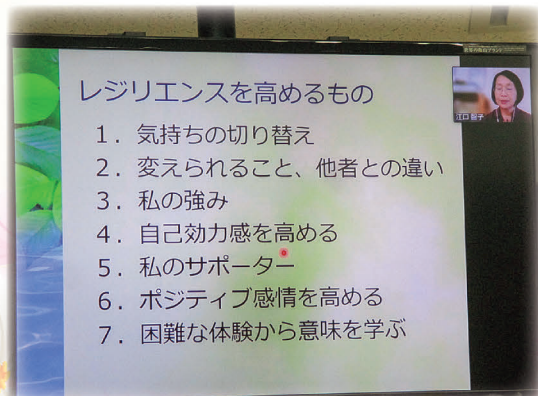 レジリエンスを高めるもの
1. 気持ちの切り替え
2. 変えられること、他者との違い
3. 私の強み
4. 自己効力感を高める
5. 私のサポーター
6. ポジティブ感情を高める
7. 困難な体験から意味を学ぶ